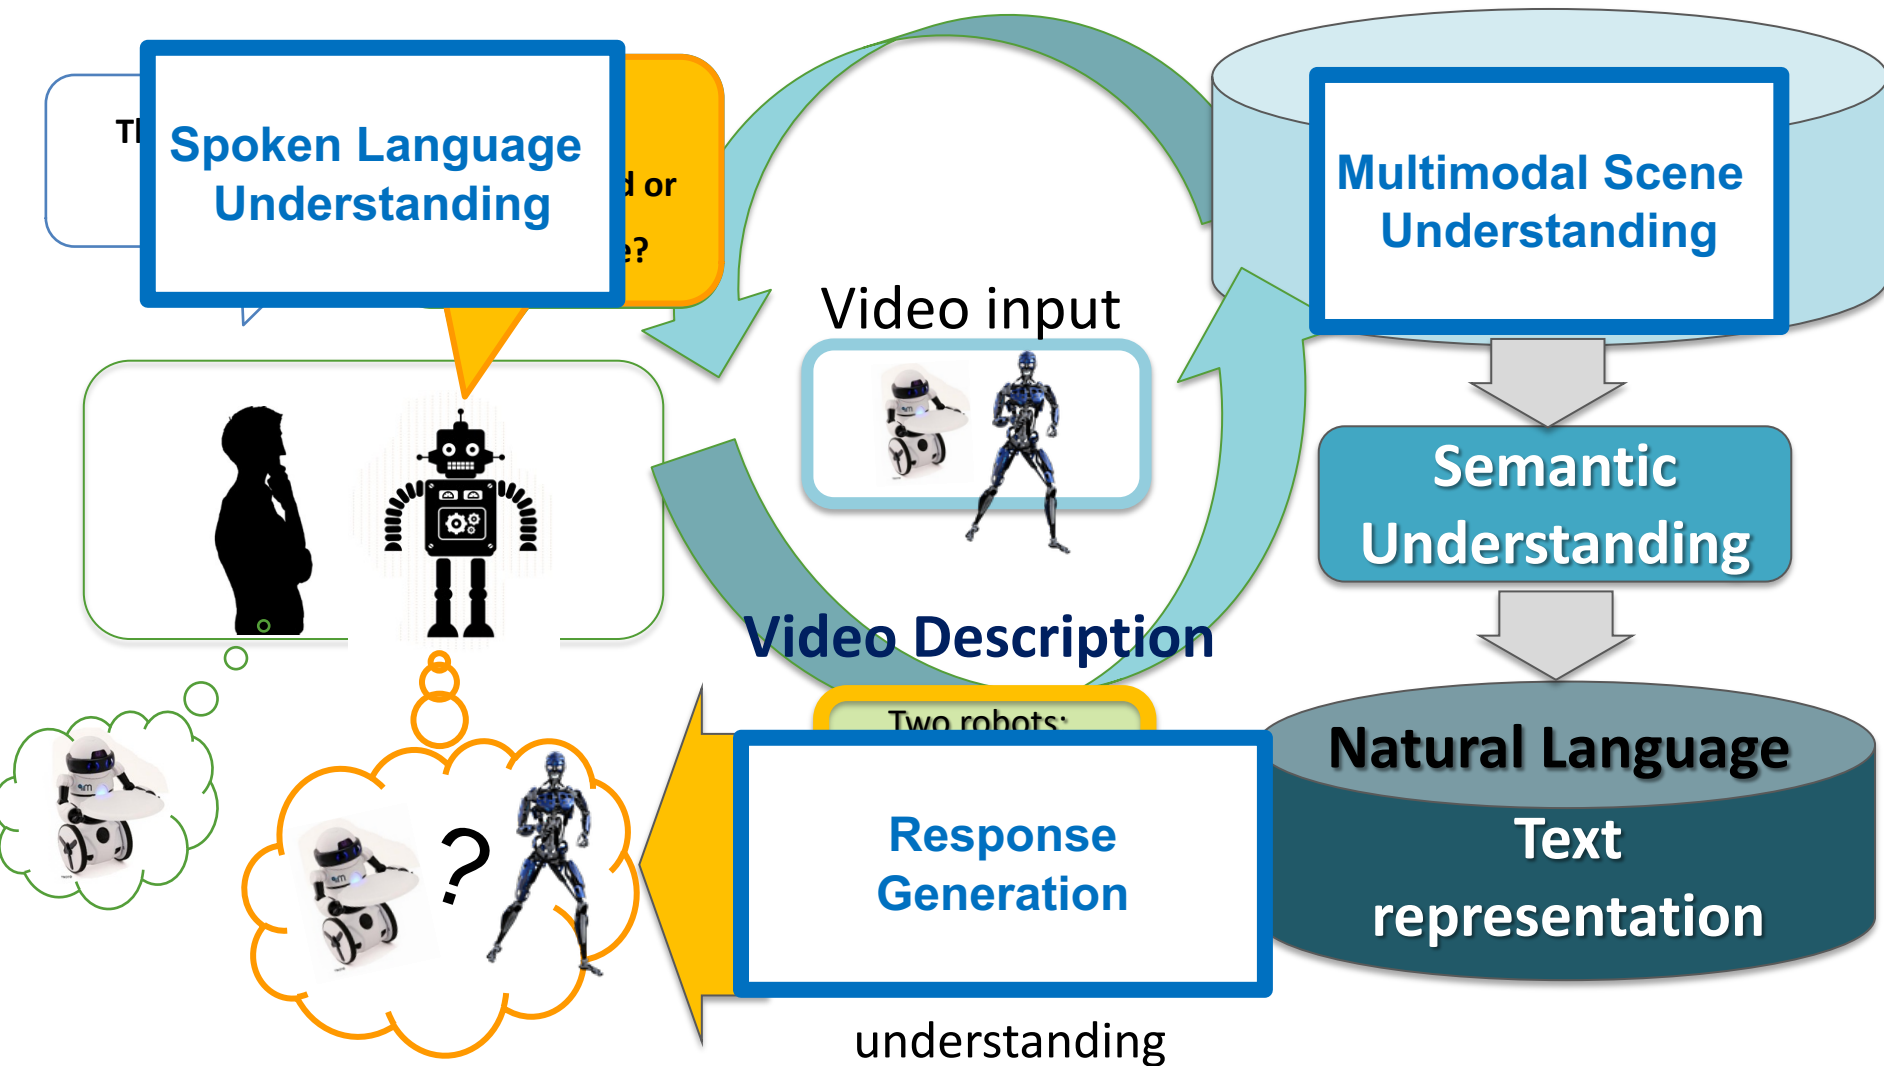 Spoken Language
Understanding
or
Multimodal Scene
Understanding
Video input
Semantic
Understanding
Video Description
Two robots:
Natural Language
Text
representation
Response
Generation
?
understanding